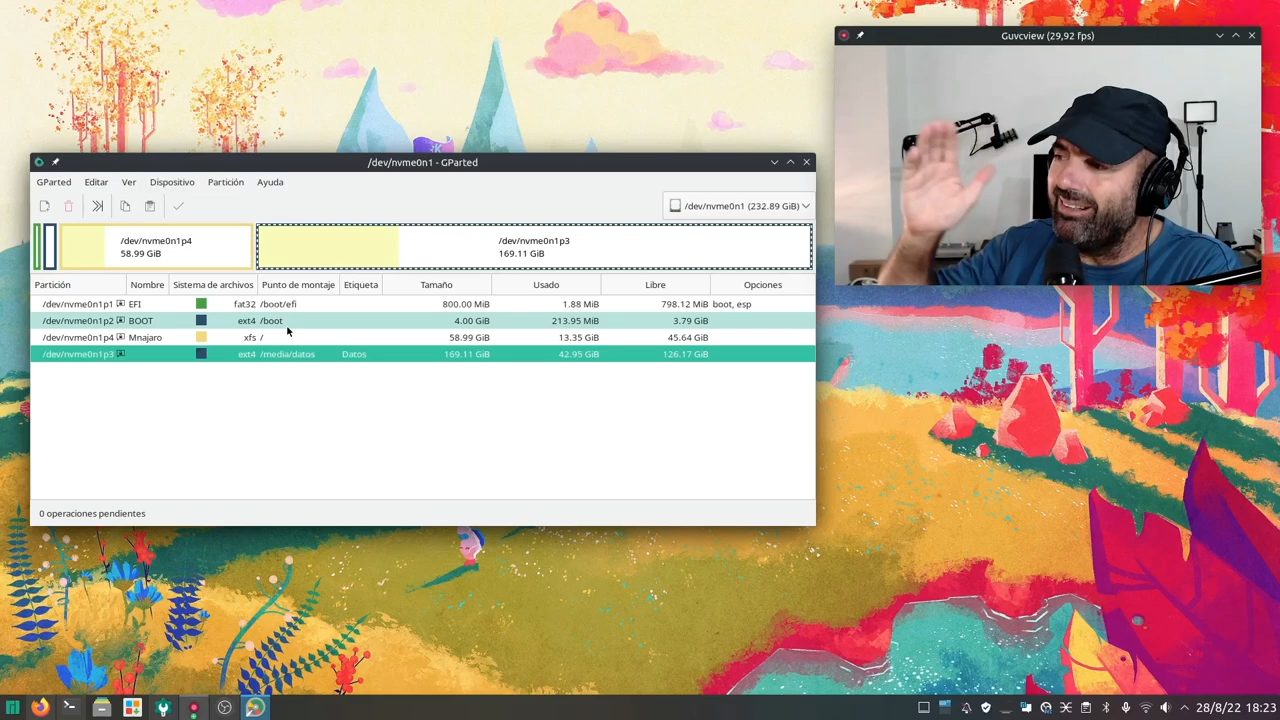 Guvcview (29,92 fps)
/dev/nvme0n1 - GParted
GParted Editar Ver Dispositivo Partición Ayuda
/dev/nvme0n1 (232.89 GiB)
/dev/nvme0n1p4
58.99 GiB
/dev/nvme0n1p3
169.11 GiB
Partición Nombre Sistema de archivos Punto de montaje Etiqueta Tamaño Usado Libre Opciones
/dev/nvme0n1p1 EFI fat32 /boot/efi 800.00 MiB 1.88 MiB 798.12 MiB boot, esp
/dev/nvme0n1p2 BOOT ext4 /boot 4.00 GiB 213.95 MiB 3.79 GiB
/dev/nvme0n1p4 Mnajaro xfs / 58.99 GiB 13.35 GiB 45.64 GiB
/dev/nvme0n1p3 ext4 /media/datos Datos 169.11 GiB 42.95 GiB 126.17 GiB
0 operaciones pendientes
28/8/22 18:23